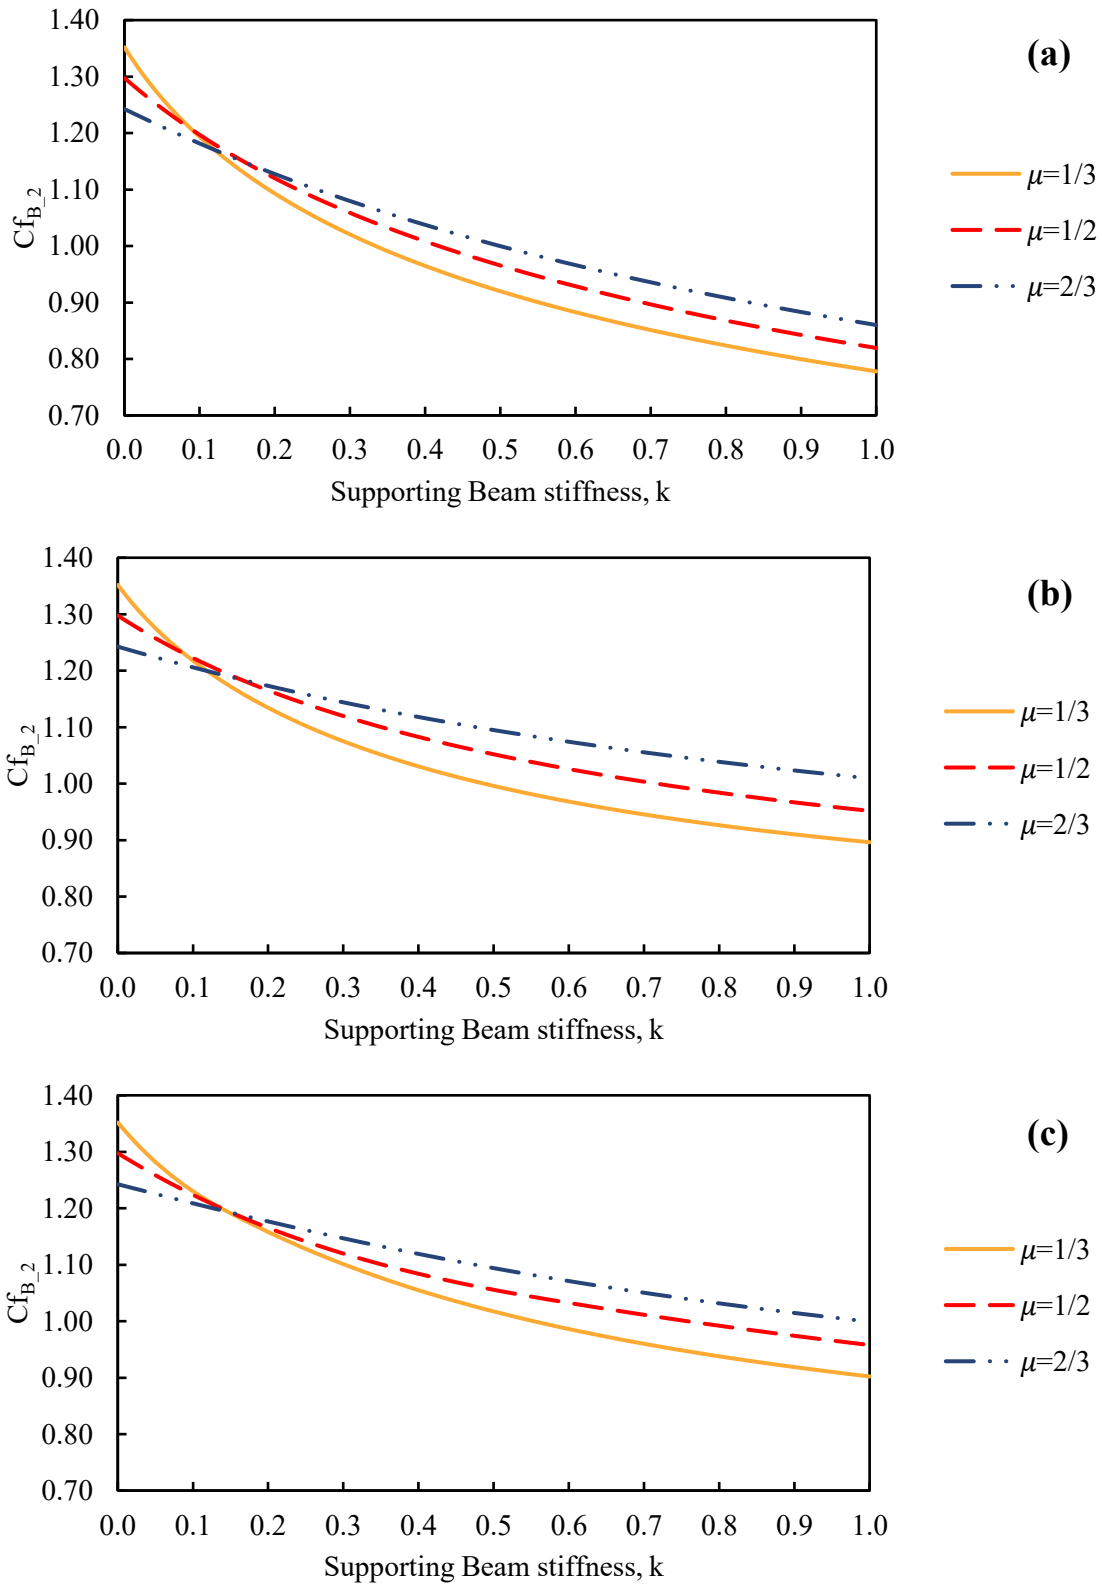 (a)
1.40
1.30
1.20
1.10
1.00
0.90
0.80
0.70
Cf_B_2
0.0 0.1 0.2 0.3 0.4 0.5 0.6 0.7 0.8 0.9 1.0
Supporting Beam stiffness, k
μ=1/3
μ=1/2
μ=2/3
(b)
1.40
1.30
1.20
1.10
1.00
0.90
0.80
0.70
Cf_B_2
0.0 0.1 0.2 0.3 0.4 0.5 0.6 0.7 0.8 0.9 1.0
Supporting Beam stiffness, k
μ=1/3
μ=1/2
μ=2/3
(c)
1.40
1.30
1.20
1.10
1.00
0.90
0.80
0.70
Cf_B_2
0.0 0.1 0.2 0.3 0.4 0.5 0.6 0.7 0.8 0.9 1.0
Supporting Beam stiffness, k
μ=1/3
μ=1/2
μ=2/3